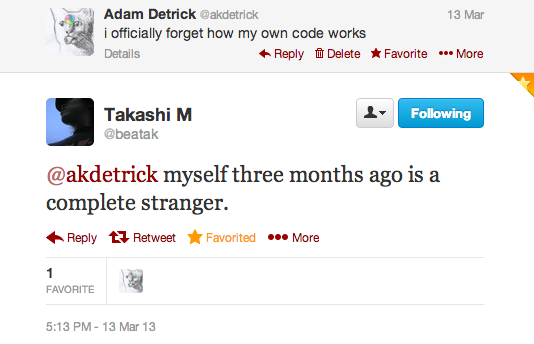 Adam Detrick @akdetrick 13 Mar
i officially forget how my own code works
Details Reply Delete Favorite More
Takashi M
@beatak
Following
@akdetrick myself three months ago is a
complete stranger.
Reply Retweet Favorited More
1
FAVORITE
5:13 PM - 13 Mar 13